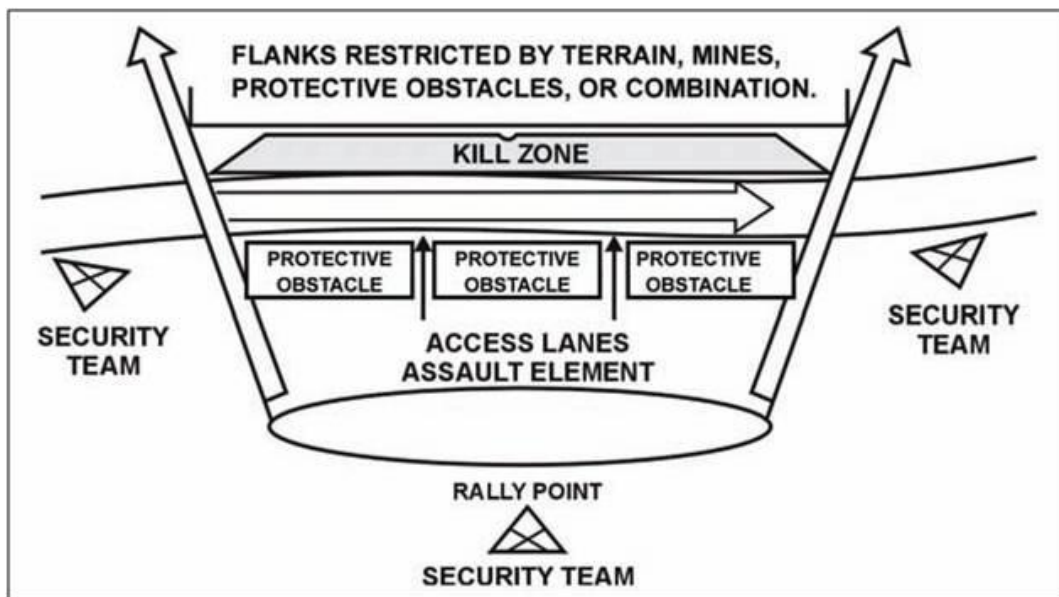 FLANKS RESTRICTED BY TERRAIN, MINES,
PROTECTIVE OBSTACLES, OR COMBINATION.
KILL ZONE
PROTECTIVE
OBSTACLE
PROTECTIVE
OBSTACLE
PROTECTIVE
OBSTACLE
SECURITY
TEAM
ACCESS LANES
ASSAULT ELEMENT
SECURITY
TEAM
RALLY POINT
SECURITY TEAM